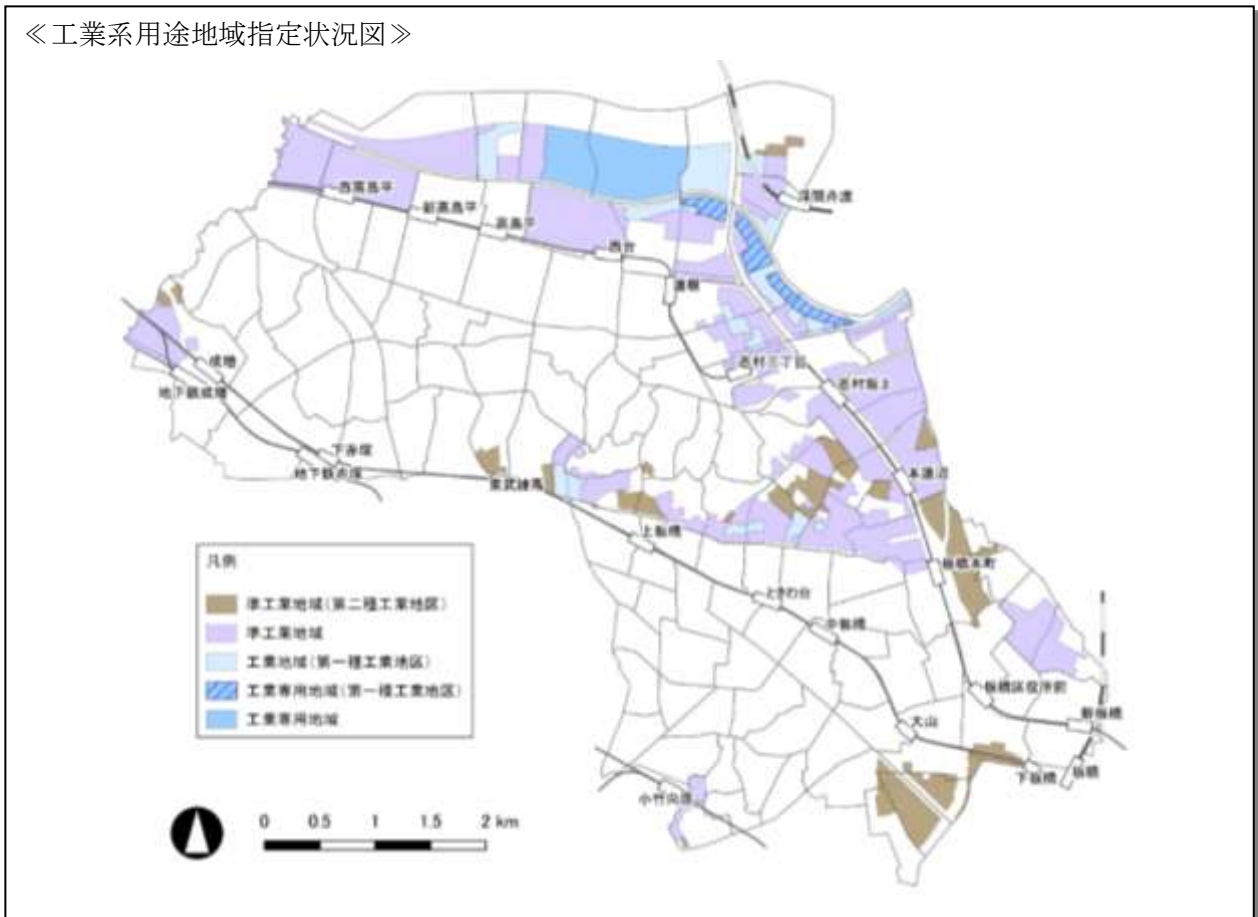 ≪工業系用途地域指定状況図≫
西高島平
新高島平
高島平
西台
蓮根
浮間舟渡
志村三丁目
志村坂上
本蓮沼
板橋本町
板橋区役所前
新板橋
板橋
下板橋
大山
中板橋
ときわ台
上板橋
東武練馬
下赤塚
地下鉄赤塚
成増
地下鉄成増
小竹向原
凡例
準工業地域(第二種工業地区)
準工業地域
工業地域(第一種工業地区)
工業専用地域(第一種工業地区)
工業専用地域
0 0.5 1 1.5 2 km